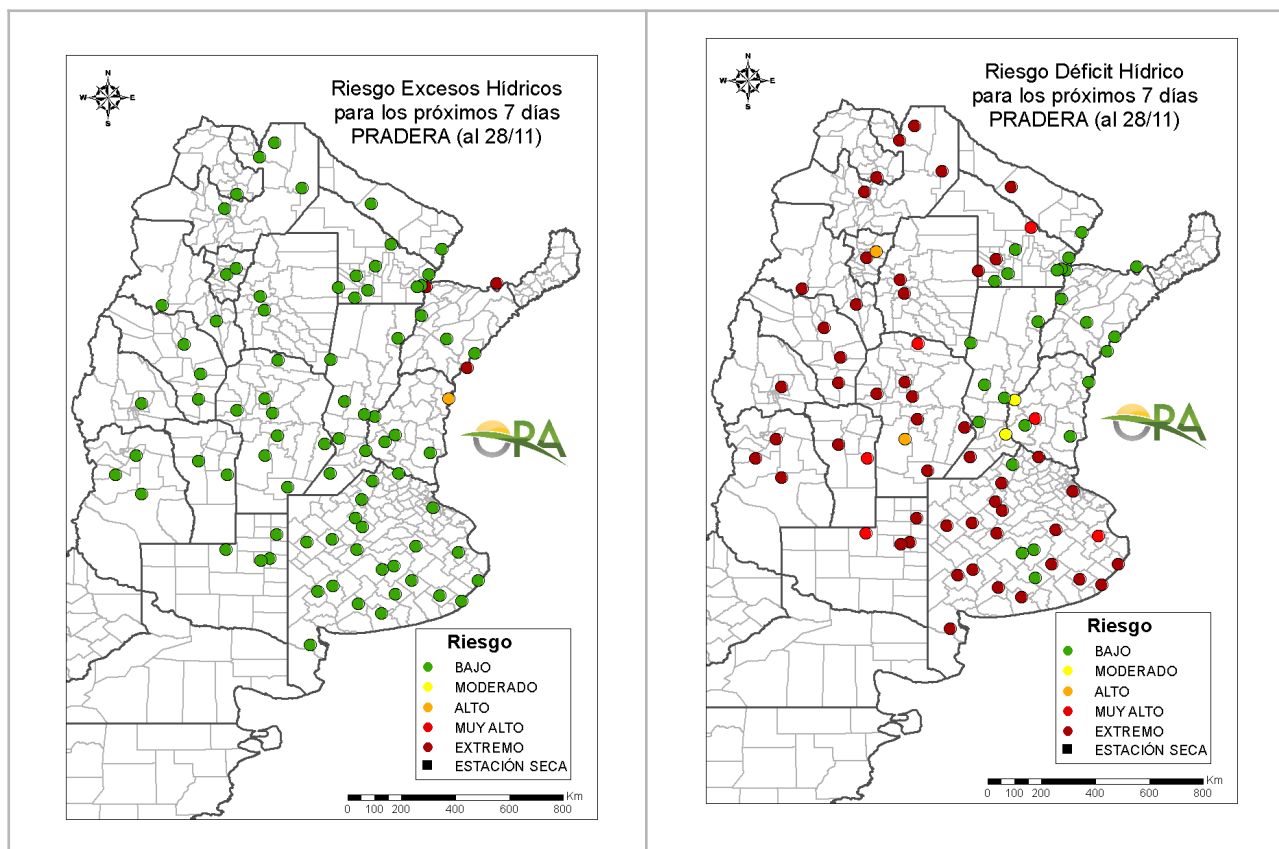 Riesgo Excesos Hídricos
para los próximos 7 días
PRADERA (al 28/11)
N
W E
S
ORA
Riesgo
BAJO
MODERADO
ALTO
MUY ALTO
EXTREMO
ESTACIÓN SECA
Km
0 100 200 400 600 800
Riesgo Déficit Hídrico
para los próximos 7 días
PRADERA (al 28/11)
N
W E
S
ORA
Riesgo
BAJO
MODERADO
ALTO
MUY ALTO
EXTREMO
ESTACIÓN SECA
Km
0 100 200 400 600 800